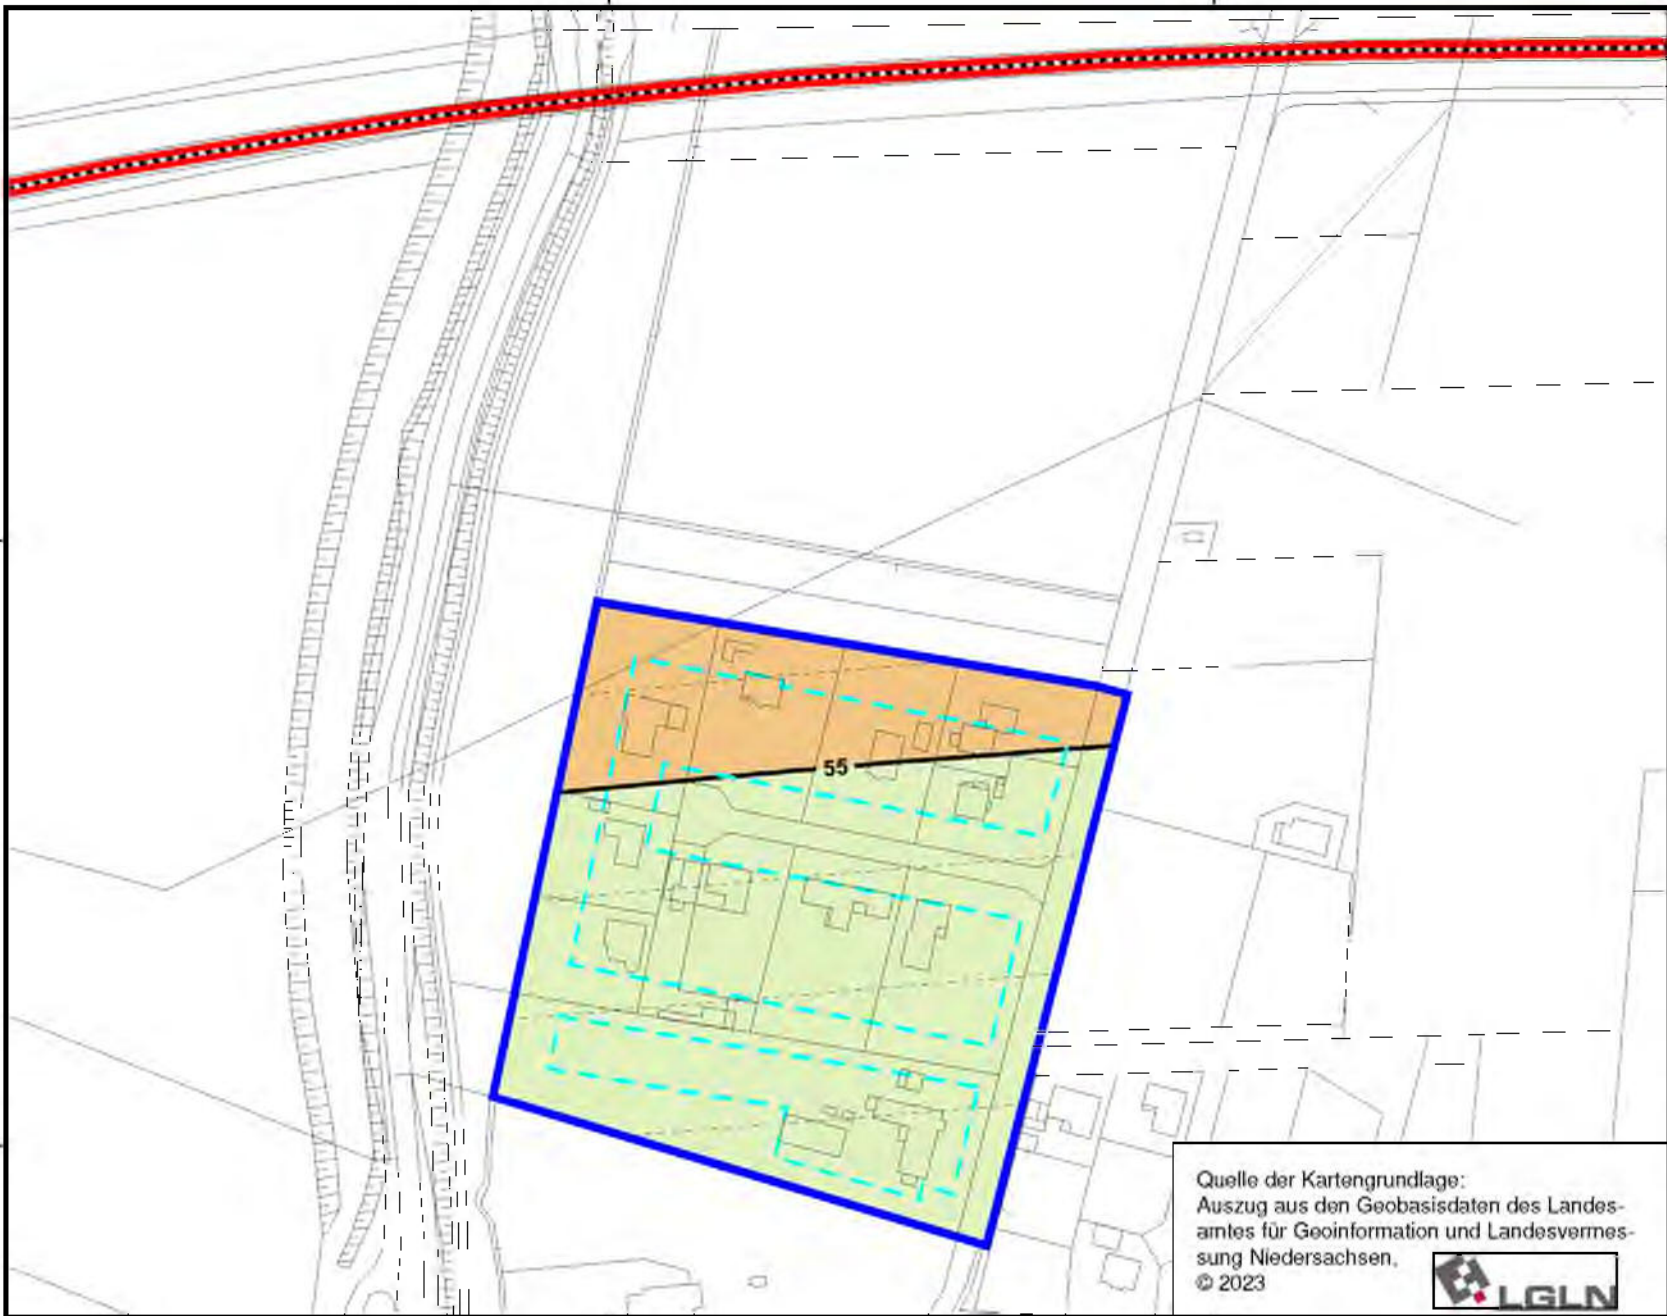 55
Quelle der Kartengrundlage:
Auszug aus den Geobasisdaten des Landes-
amtes für Geoinformation und Landesvermes-
sung Niedersachsen,
© 2023
LGLN